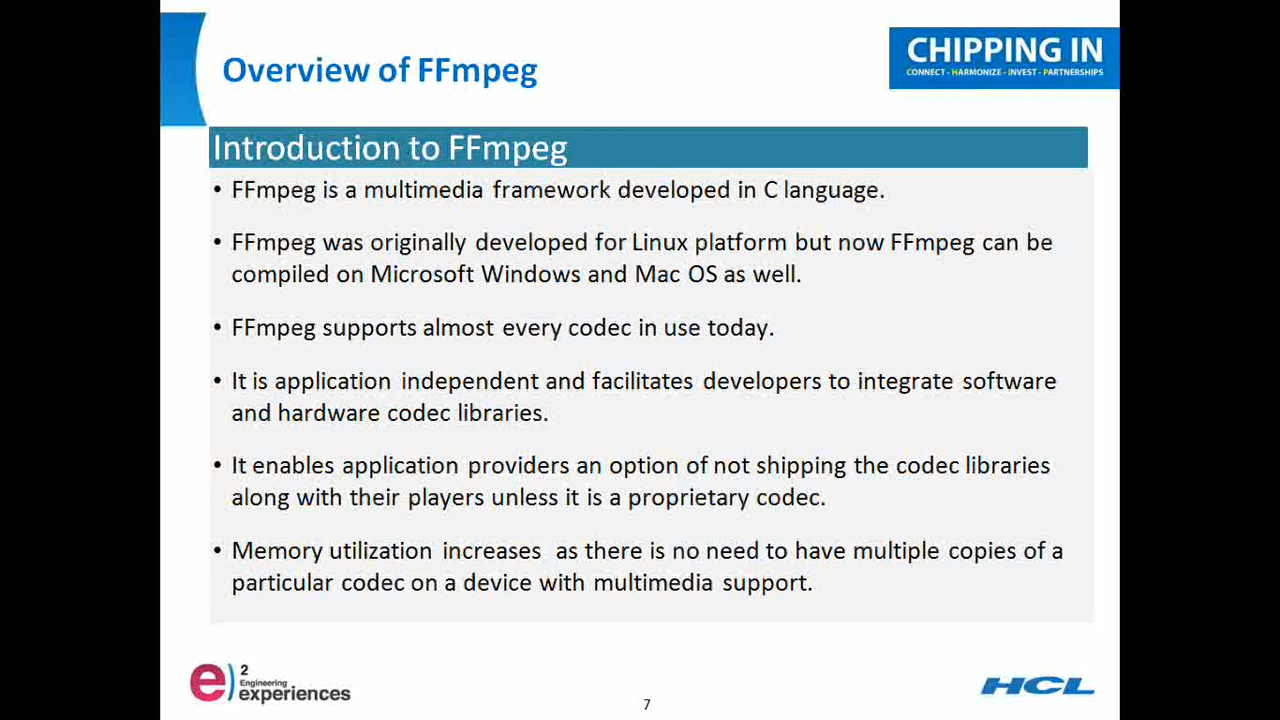 Overview of FFmpeg
CHIPPING IN
CONNECT - HARMONIZE - INVEST - PARTNERSHIPS
Introduction to FFmpeg
• FFmpeg is a multimedia framework developed in C language.
• FFmpeg was originally developed for Linux platform but now FFmpeg can be
compiled on Microsoft Windows and Mac OS as well.
• FFmpeg supports almost every codec in use today.
• It is application independent and facilitates developers to integrate software
and hardware codec libraries.
• It enables application providers an option of not shipping the codec libraries
along with their players unless it is a proprietary codec.
• Memory utilization increases as there is no need to have multiple copies of a
particular codec on a device with multimedia support.
e) 2
Engineering
experiences
7
HCL